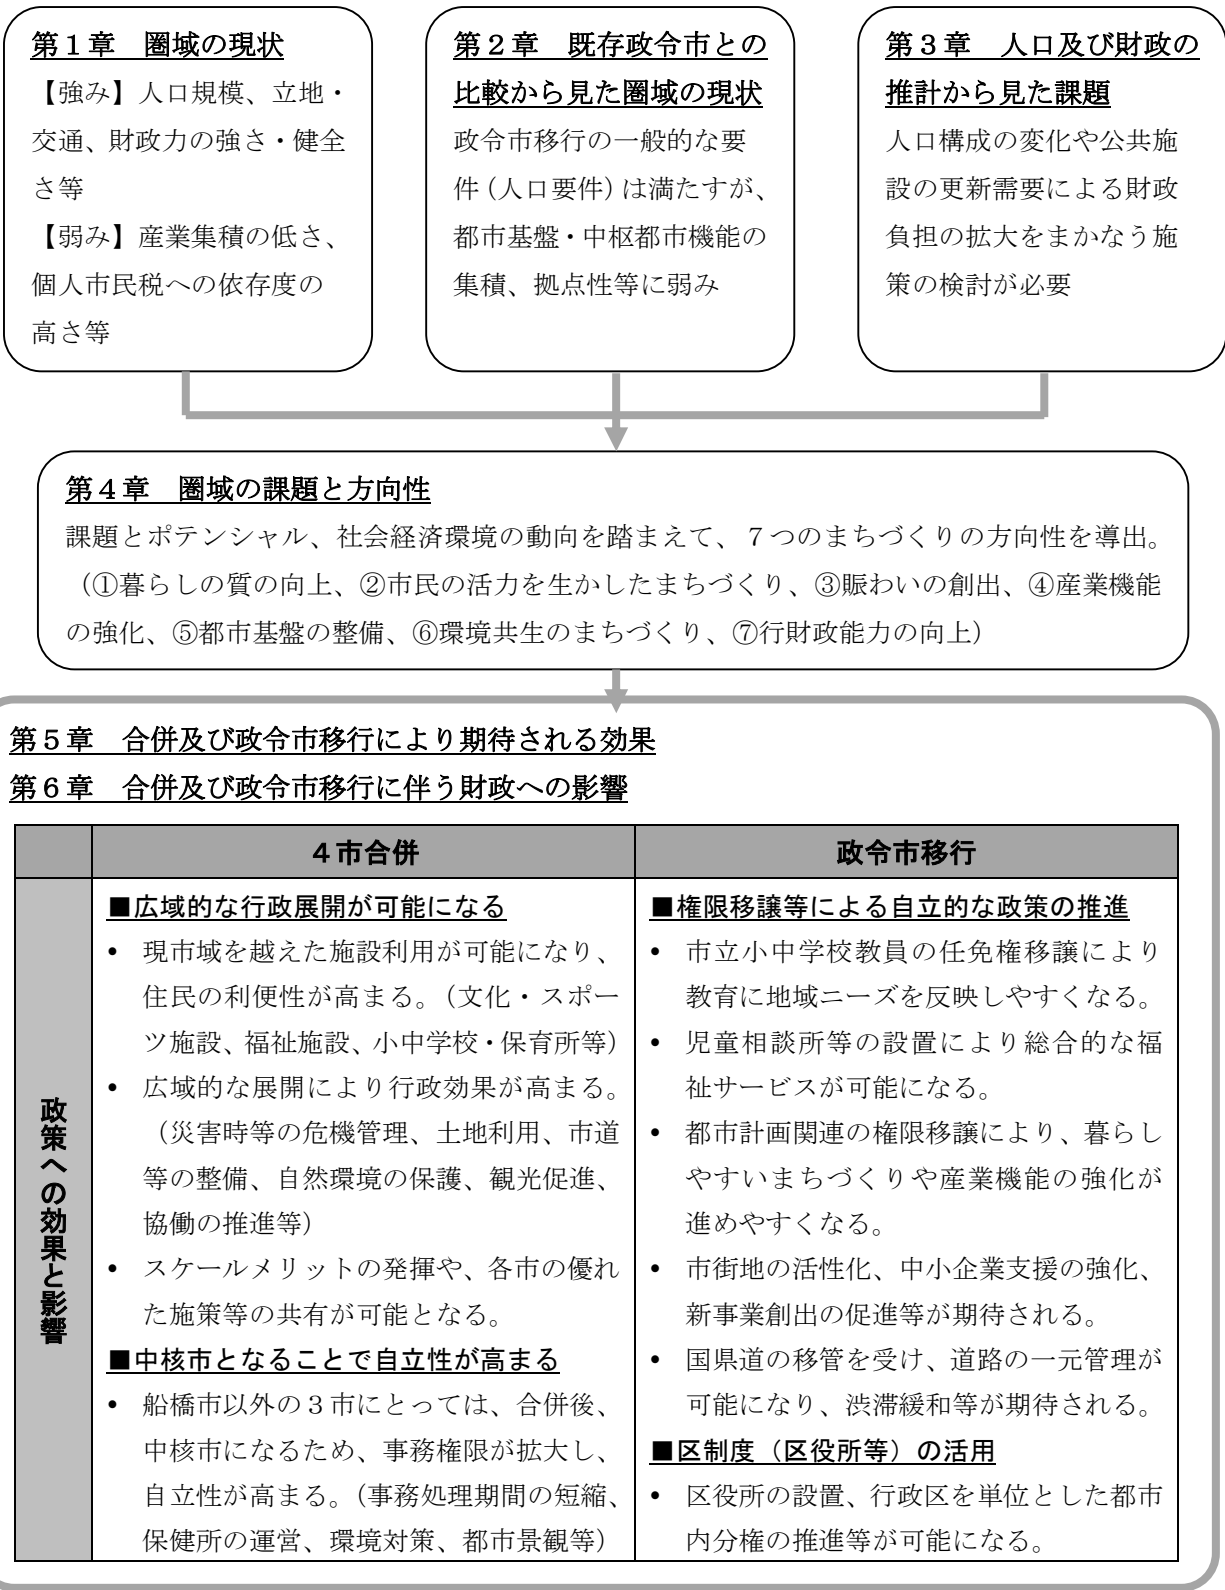 第１章　圏域の現状
【強み】人口規模、立地・
交通、財政力の強さ・健全
さ等
【弱み】産業集積の低さ、
個人市民税への依存度の
高さ等
第２章　既存政令市との
比較から見た圏域の現状
政令市移行の一般的な要
件（人口要件）は満たすが、
都市基盤・中枢都市機能の
集積、拠点性等に弱み
第３章　人口及び財政の
推計から見た課題
人口構成の変化や公共施
設の更新需要による財政
負担の拡大をまかなう施
策の検討が必要
第４章　圏域の課題と方向性
課題とポテンシャル、社会経済環境の動向を踏まえて、７つのまちづくりの方向性を導出。
（①暮らしの質の向上、②市民の活力を生かしたまちづくり、③賑わいの創出、④産業機能
の強化、⑤都市基盤の整備、⑥環境共生のまちづくり、⑦行財政能力の向上）
第５章　合併及び政令市移行により期待される効果
第６章　合併及び政令市移行に伴う財政への影響
４市合併
政令市移行
政策への効果と影響
■広域的な行政展開が可能になる
• 現市域を越えた施設利用が可能になり、
住民の利便性が高まる。（文化・スポー
ツ施設、福祉施設、小中学校・保育所等）
• 広域的な展開により行政効果が高まる。
（災害時等の危機管理、土地利用、市道
等の整備、自然環境の保護、観光促進、
協働の推進等）
• スケールメリットの発揮や、各市の優れ
た施策等の共有が可能となる。
■中核市となることで自立性が高まる
• 船橋市以外の３市にとっては、合併後、
中核市になるため、事務権限が拡大し、
自立性が高まる。（事務処理期間の短縮、
保健所の運営、環境対策、都市景観等）
■権限移譲等による自立的な政策の推進
• 市立小中学校教員の任免権移譲により
教育に地域ニーズを反映しやすくなる。
• 児童相談所等の設置により総合的な福
祉サービスが可能になる。
• 都市計画関連の権限移譲により、暮らし
やすいまちづくりや産業機能の強化が
進めやすくなる。
• 市街地の活性化、中小企業支援の強化、
新事業創出の促進等が期待される。
• 国県道の移管を受け、道路の一元管理が
可能になり、渋滞緩和等が期待される。
■区制度（区役所等）の活用
• 区役所の設置、行政区を単位とした都市
内分権の推進等が可能になる。